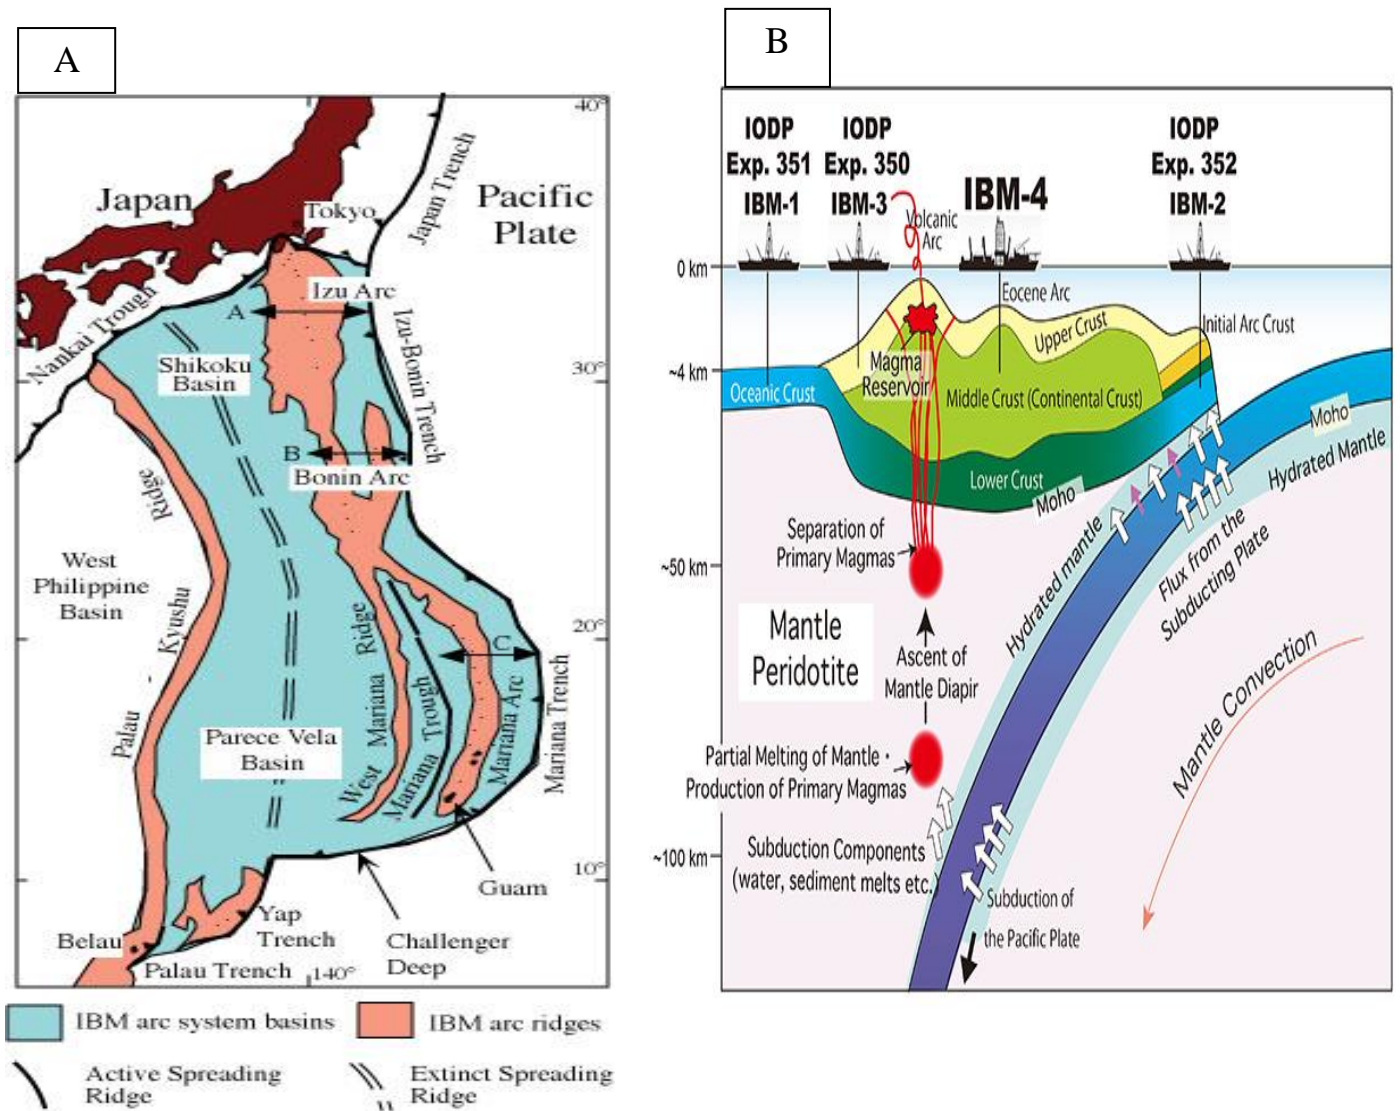 A
40°
Japan
Tokyo
Japan Trench
Pacific
Plate
Izu Arc
A
Nankai Trough
Izu-Bonin Trench
Shikoku
Basin
30°
B
Bonin Arc
Ridge
West
Philippine
Basin
Kyushu
Palau
20°
Ridge
C
Mariana
West
Trough
Mariana
Mariana Arc
Mariana Trench
Parece Vela
Basin
10°
Guam
Yap
Trench
Belau
Challenger
Deep
Palau Trench
140°
IBM arc system basins
IBM arc ridges
Active Spreading
Ridge
Extinct Spreading
Ridge
B
IODP
Exp. 351
IBM-1
IODP
Exp. 350
IBM-3
IBM-4
IODP
Exp. 352
IBM-2
Volcanic
Arc
0 km
Eocene Arc
Upper Crust
Initial Arc Crust
Magma
Reservoir
~4 km
Oceanic Crust
Middle Crust (Continental Crust)
Lower Crust
Moho
Moho
Hydrated Mantle
Separation of
Primary Magmas
~50 km
Hydrated mantle
Flux from the
Subducting Plate
Mantle
Peridotite
Ascent of
Mantle Diapir
Mantle Convection
Partial Melting of Mantle ·
Production of Primary Magmas
~100 km
Subduction Components
(water, sediment melts etc.)
Subduction of
the Pacific Plate